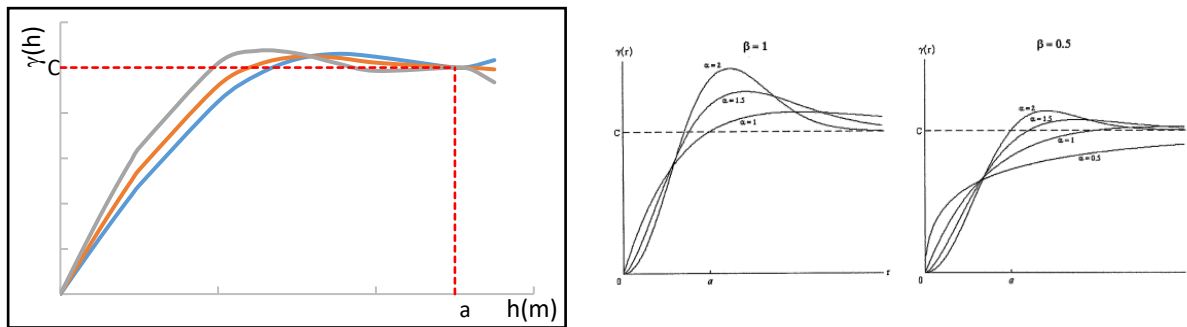 γ(h)
C
a
h(m)
γ(r)
β = 1
α = 2
α = 1.5
α = 1
C
0
a
r
γ(r)
β = 0.5
α = 2
α = 1.5
α = 1
α = 0.5
C
0
a